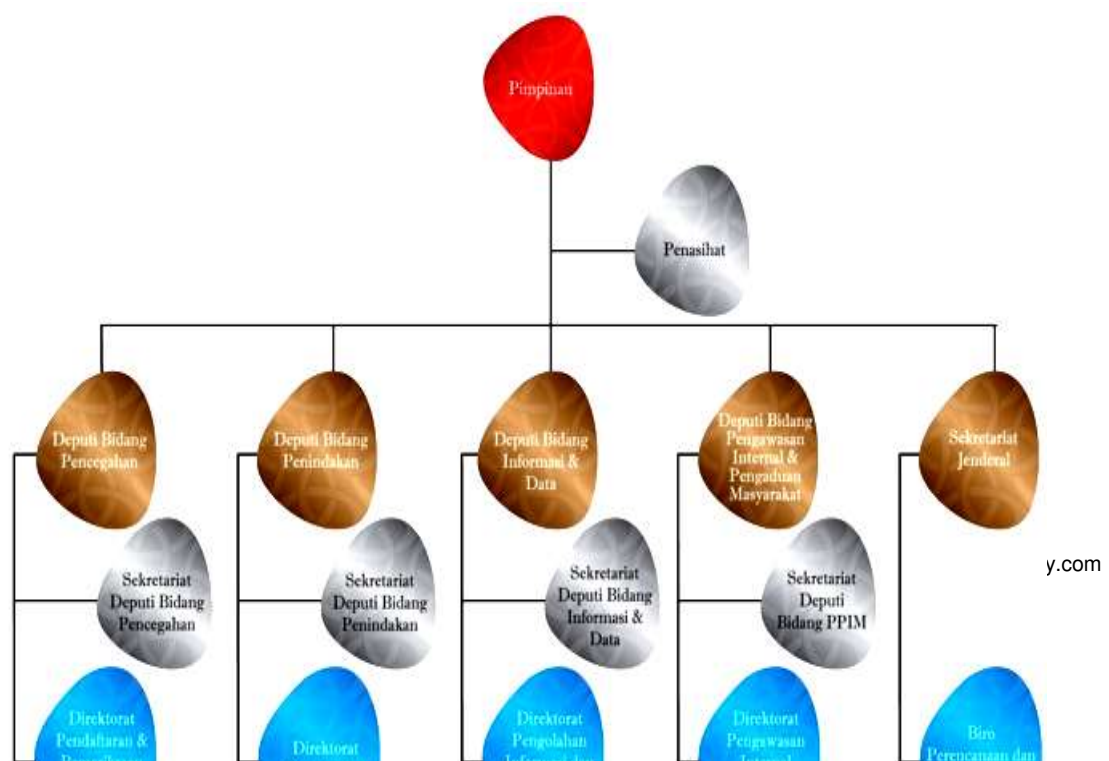 Pimpinan
Penasihat
Deputi Bidang
Pencegahan
Deputi Bidang
Penindakan
Deputi Bidang
Informasi &
Data
Deputi Bidang
Pengawasan
Internal &
Pengaduan
Masyarakat
Sekretariat
Jenderal
y.com
Sekretariat
Deputi Bidang
Pencegahan
Sekretariat
Deputi Bidang
Penindakan
Sekretariat
Deputi Bidang
Informasi &
Data
Sekretariat
Deputi
Bidang PPIM
Direktorat
Pendaftaran &
Direktorat
Direktorat
Pengolahan
Direktorat
Pengawasan
Biro
Perencanaan dan